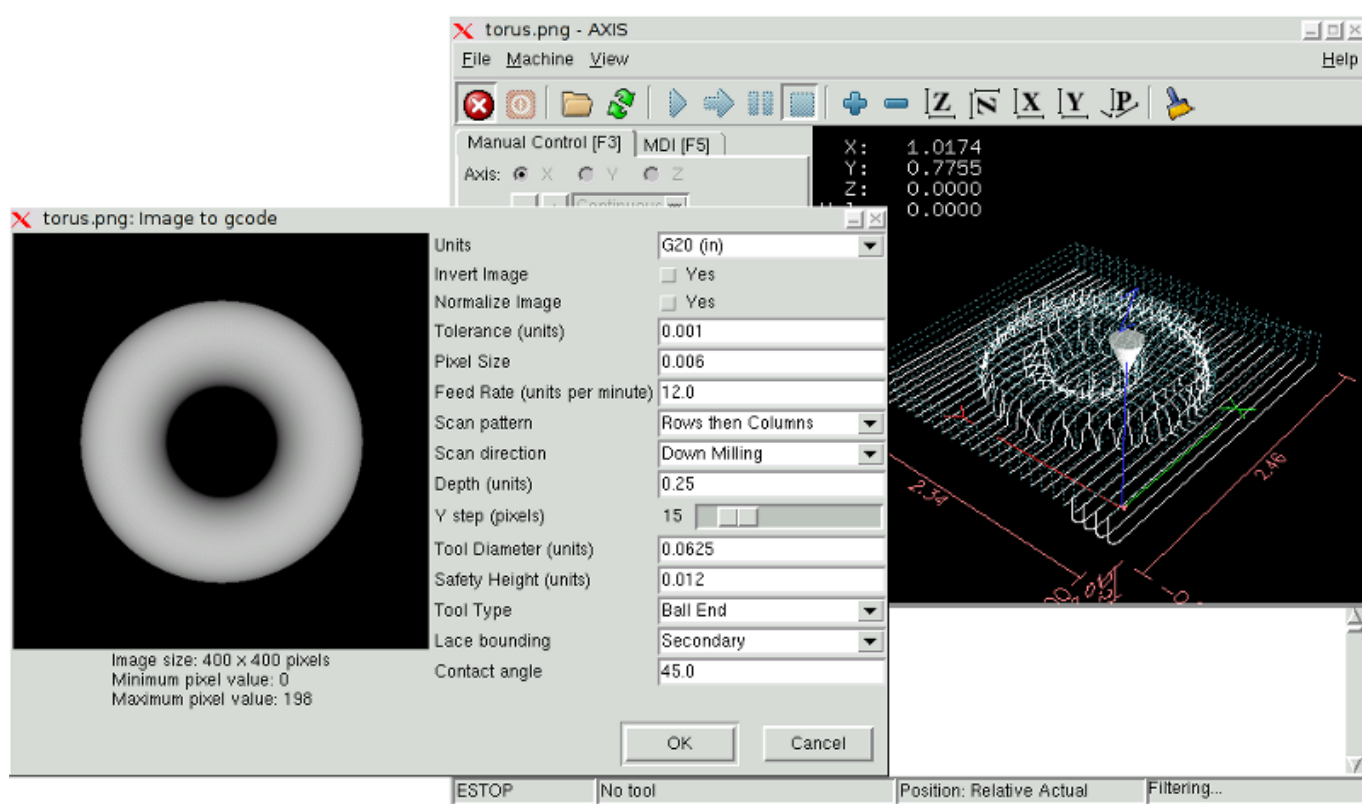 torus.png - AXIS
File Machine View Help
Z N X Y P
Manual Control [F3] MDI [F5]
Axis: X Y Z
Continuous
X: 1.0174
Y: 0.7755
Z: 0.0000
0.0000
torus.png: Image to gcode
Units G20 (in)
Invert Image Yes
Normalize Image Yes
Tolerance (units) 0.001
Pixel Size 0.006
Feed Rate (units per minute) 12.0
Scan pattern Rows then Columns
Scan direction Down Milling
Depth (units) 0.25
Y step (pixels) 15
Tool Diameter (units) 0.0625
Safety Height (units) 0.012
Tool Type Ball End
Lace bounding Secondary
Contact angle 45.0
Image size: 400 x 400 pixels
Minimum pixel value: 0
Maximum pixel value: 198
OK Cancel
2.34
2.46
ESTOP No tool Position: Relative Actual Filtering...